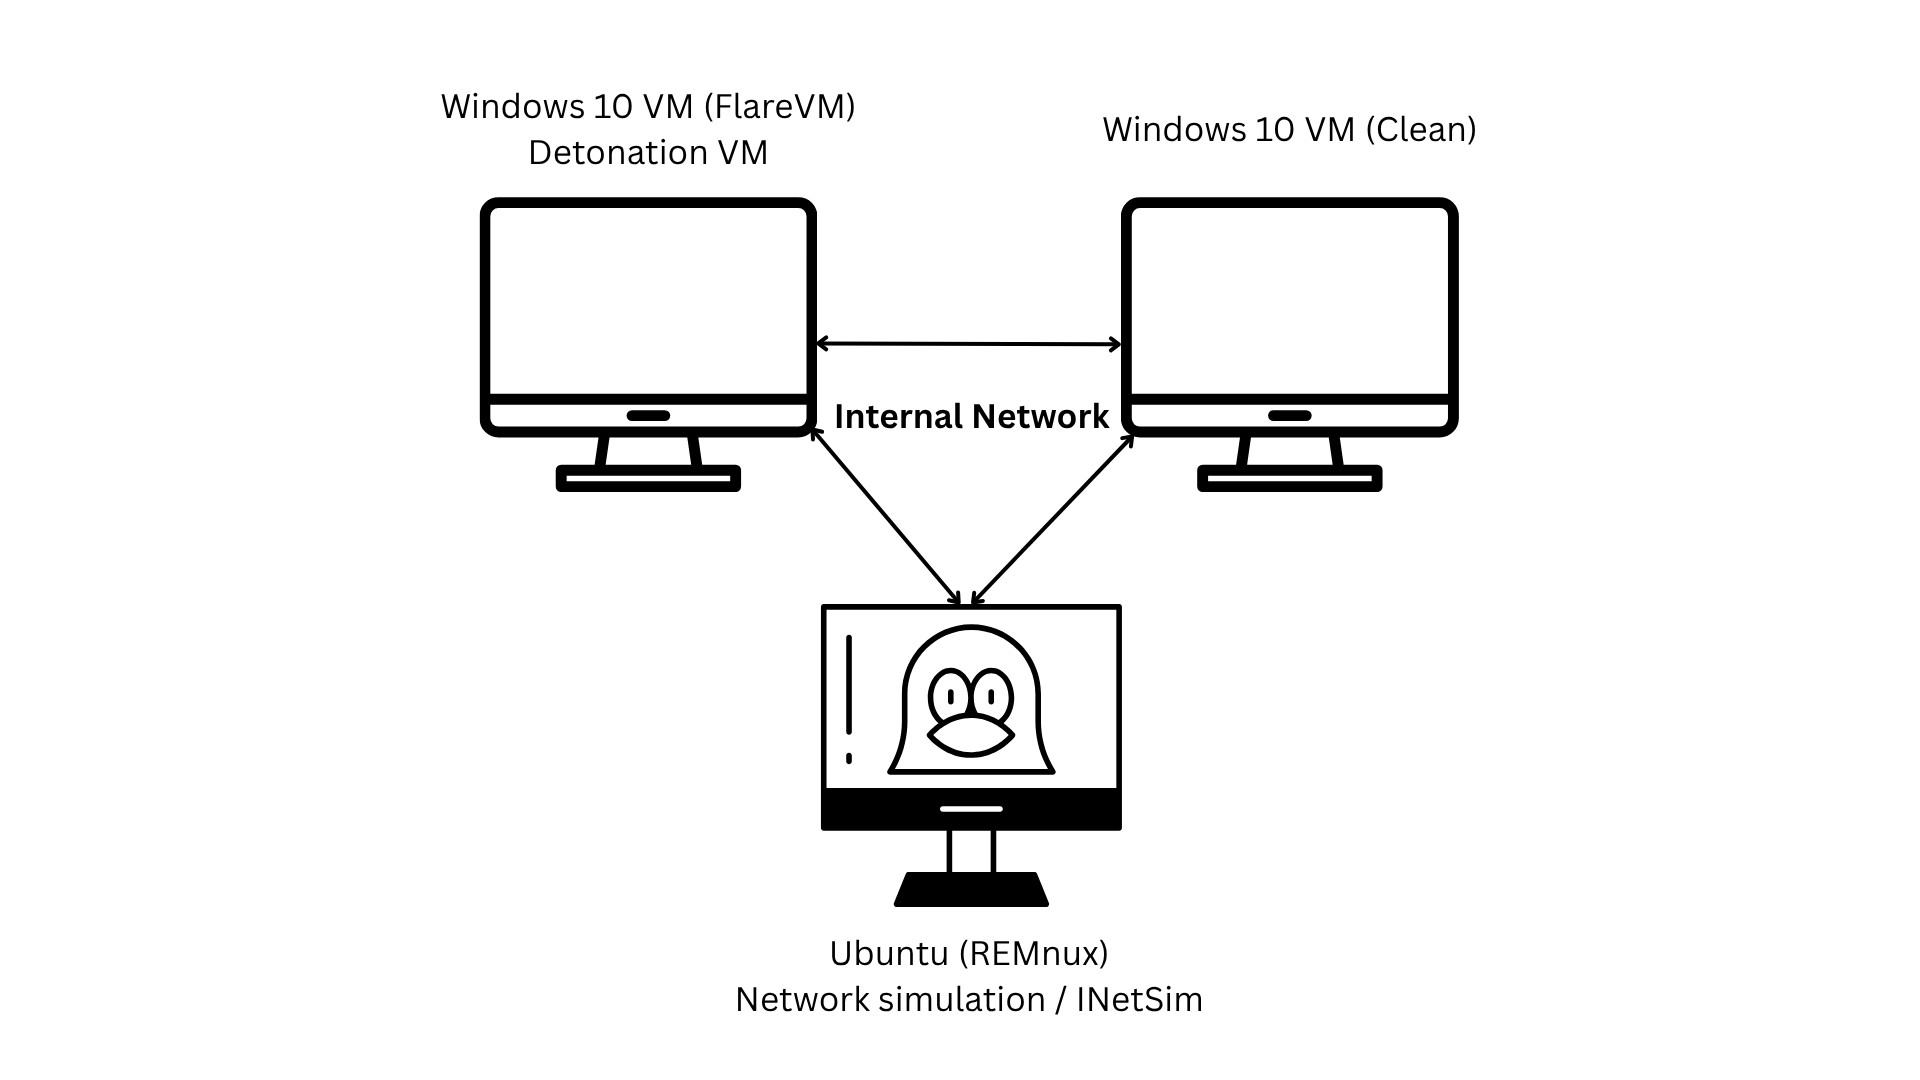 Windows 10 VM (FlareVM)
Detonation VM
Windows 10 VM (Clean)
Internal Network
Ubuntu (REMnux)
Network simulation / INetSim